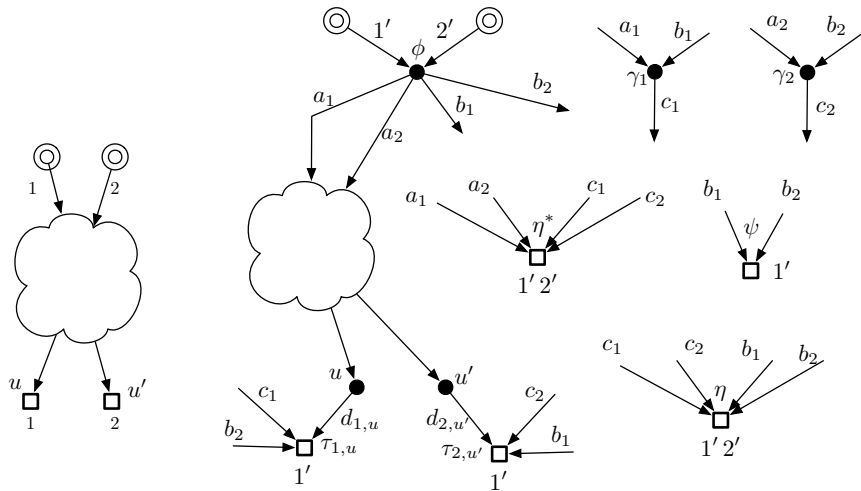 1 2
u u′
1 2
1′ 2′
ϕ
a₁ a₂ b₁ b₂
u u′
c₁ d₁,ᵤ d₂,ᵤ′ c₂
b₂ τ₁,ᵤ τ₂,ᵤ′ b₁
1′ 1′
a₁ b₁ a₂ b₂
γ₁ γ₂
c₁ c₂
a₁ a₂ c₁ c₂
η*
1′ 2′
b₁ b₂
ψ
1′
c₁ c₂ b₁ b₂
η
1′ 2′